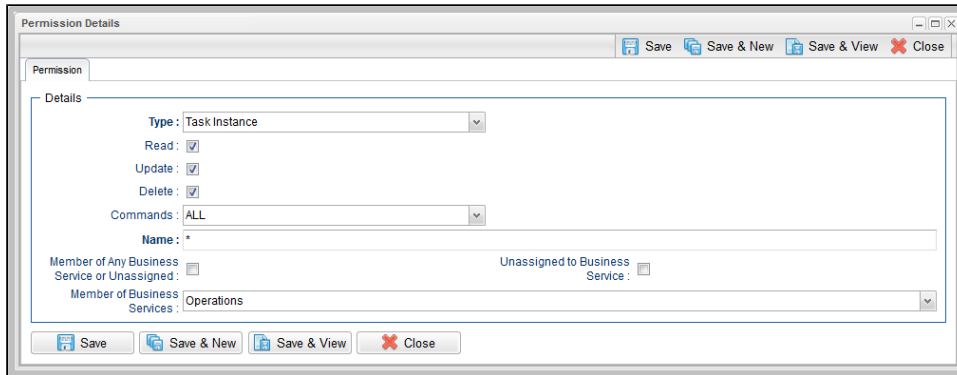 Permission Details
Save Save & New Save & View Close
Permission
Details
Type : Task Instance
Read :
Update :
Delete :
Commands : ALL
Name : *
Member of Any Business
Service or Unassigned :
Unassigned to Business
Service :
Member of Business
Services :
Operations
Save Save & New Save & View Close